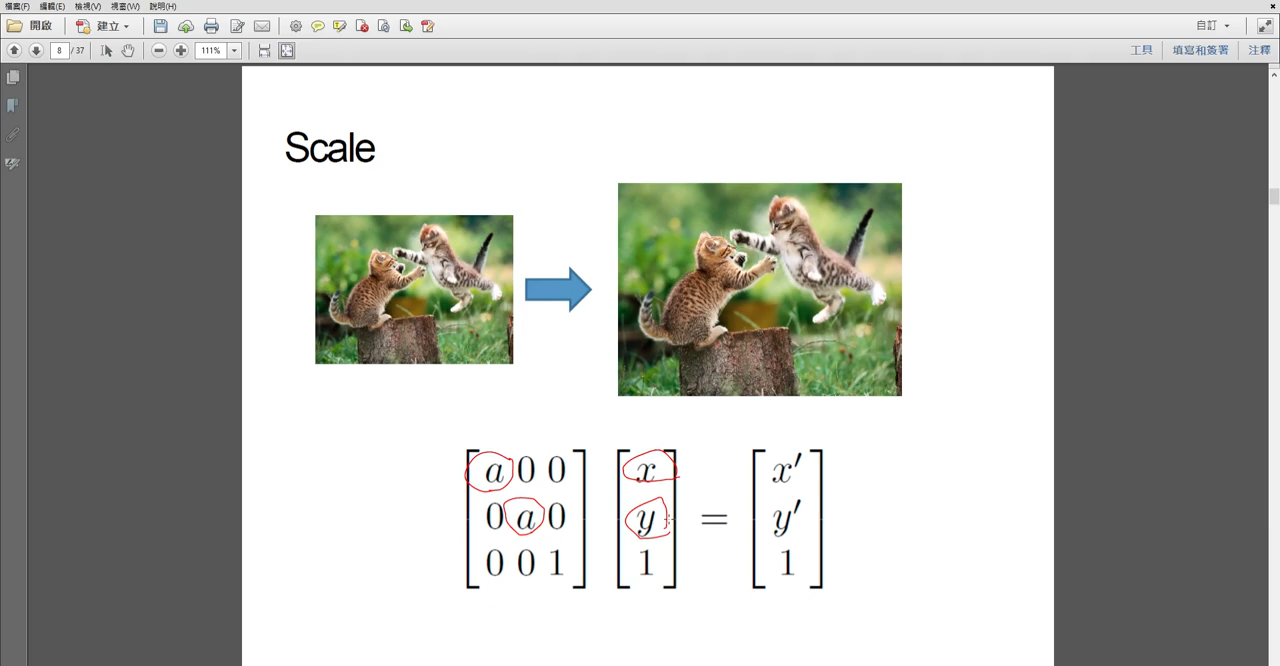 檔案(F) 編輯(E) 檢視(V) 視窗(W) 說明(H) ×
開啟 建立 自訂
8 / 37 111% 工具 填寫和簽署 注釋
Scale
[a 0 0] [x] [x′]
[0 a 0] [y] = [y′]
[0 0 1] [1] [1]